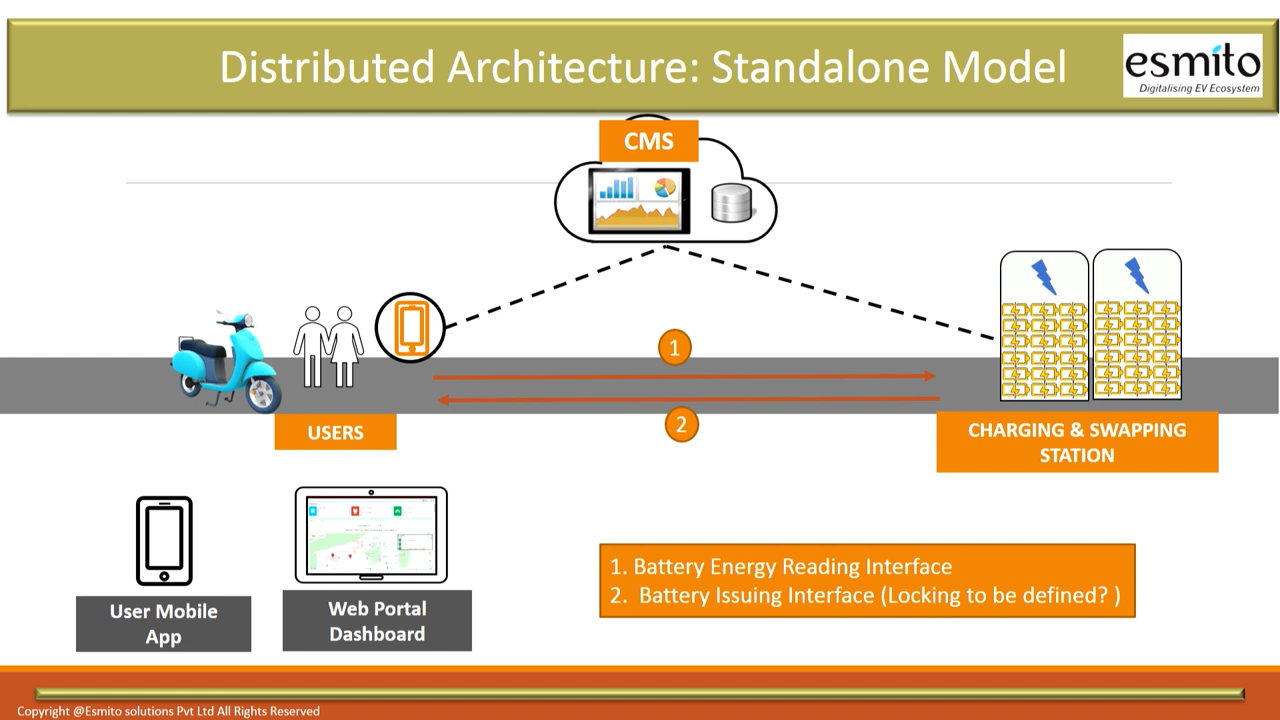 Distributed Architecture: Standalone Model
esmito
Digitalising EV Ecosystem
CMS
1
2
USERS
CHARGING & SWAPPING
STATION
User Mobile
App
Web Portal
Dashboard
1. Battery Energy Reading Interface
2. Battery Issuing Interface (Locking to be defined? )
Copyright @Esmito solutions Pvt Ltd All Rights Reserved